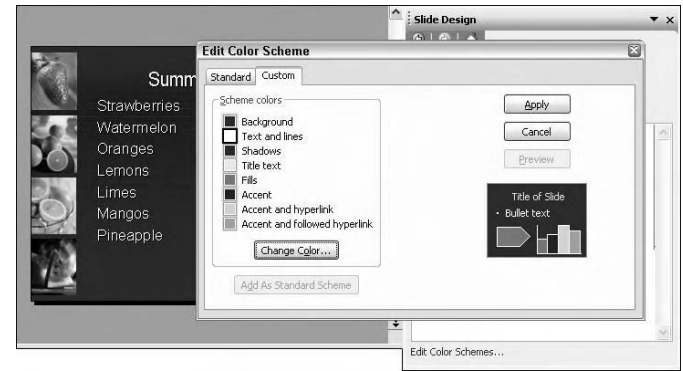 Slide Design
Edit Color Scheme
Standard
Custom
Summ
Strawberries
Watermelon
Oranges
Lemons
Limes
Mangos
Pineapple
Scheme colors
Background
Text and lines
Shadows
Title text
Fills
Accent
Accent and hyperlink
Accent and followed hyperlink
Change Color...
Add As Standard Scheme
Apply
Cancel
Preview
Title of Slide
• Bullet text
Edit Color Schemes...